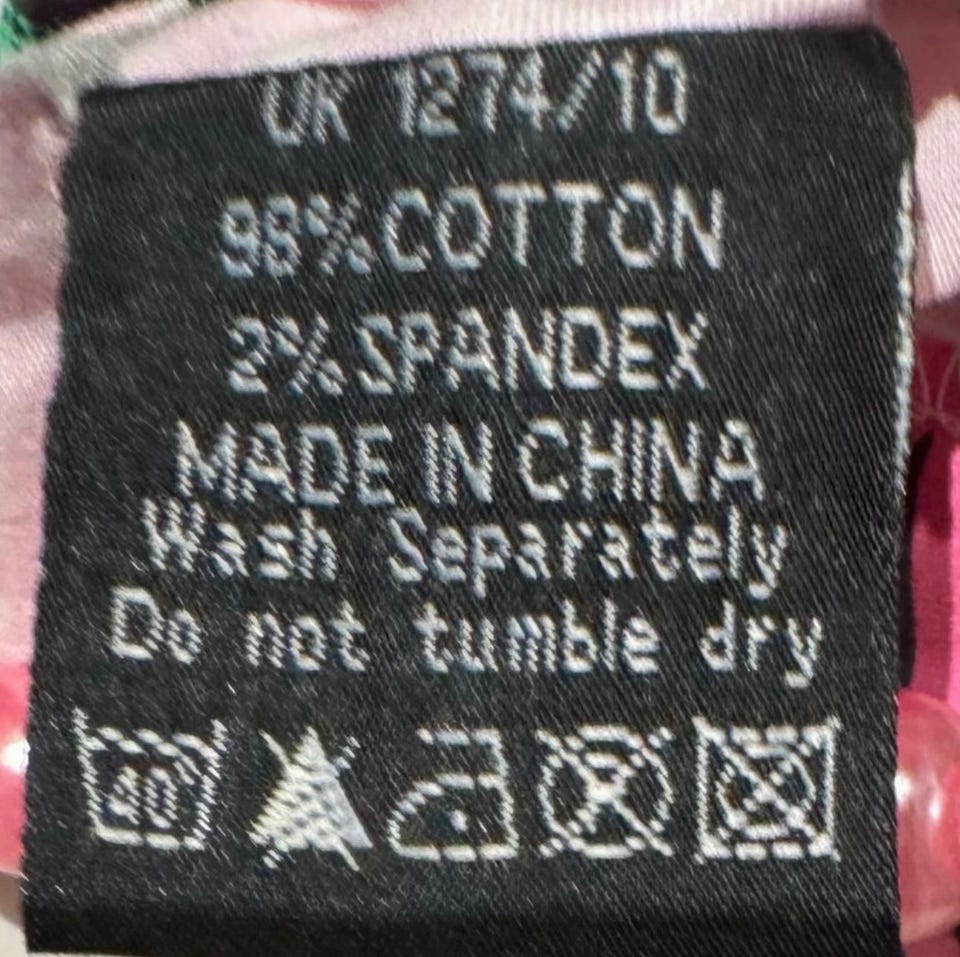 UK 1274/10
98%COTTON
2%SPANDEX
MADE IN CHINA
Wash Separately
Do not tumble dry
40